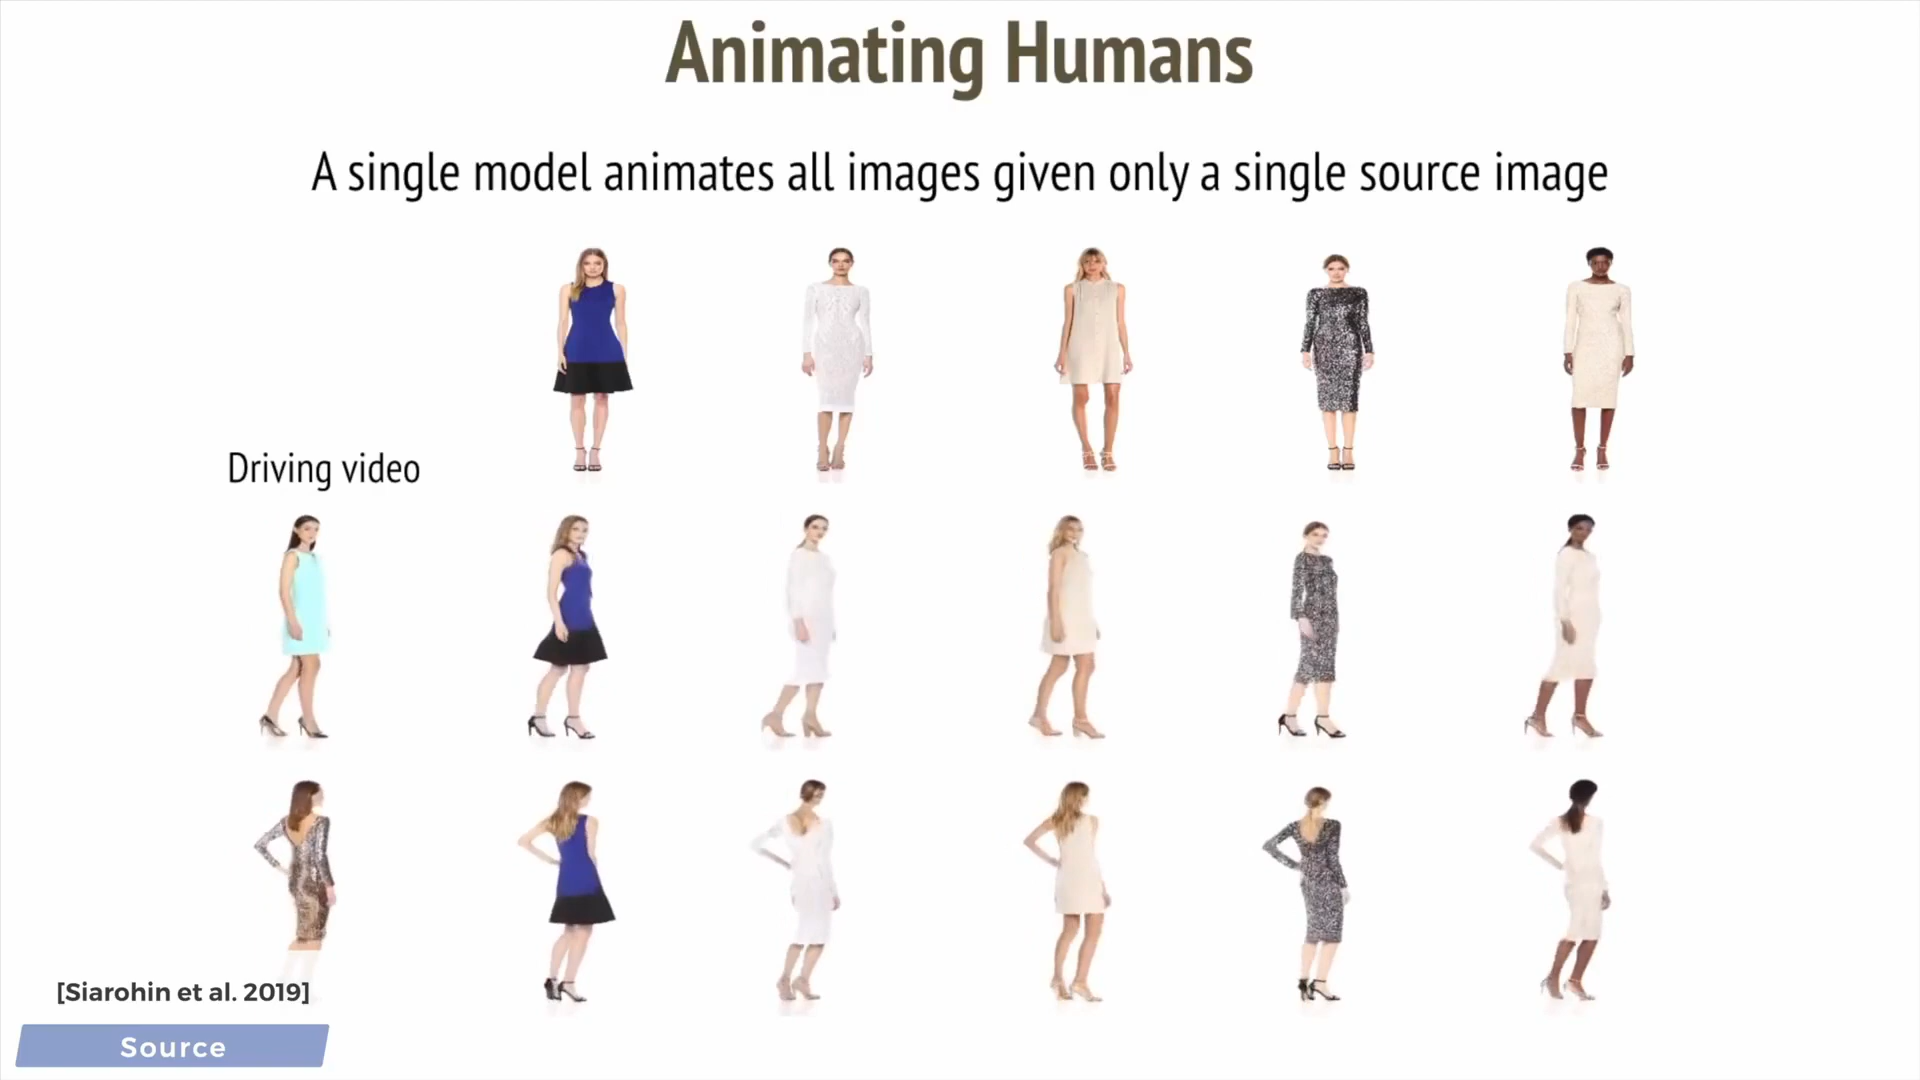 Animating Humans
A single model animates all images given only a single source image
Driving video
[Siarohin et al. 2019]
Source